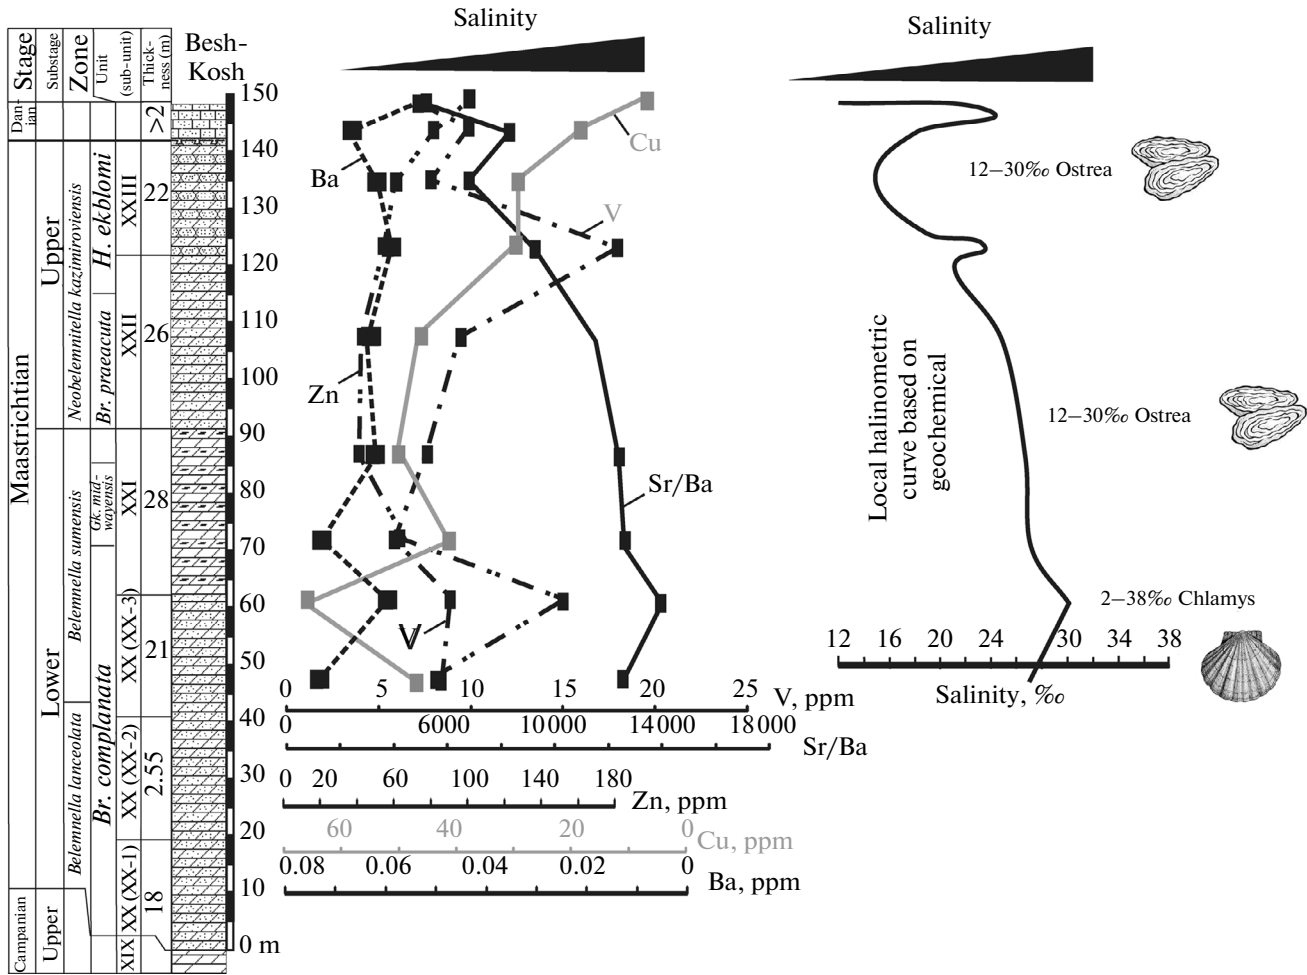 Stage
Substage
Zone
Unit
(sub-unit)
Thick-
ness (m)
Besh-
Kosh
Salinity
Salinity
Dan-
ian
>2
Maastrichtian
Upper
Lower
Campanian
Upper
Neobelemnitella kazimiroviensis
Belemnella sumensis
Belemnella lanceolata
H. ekblomi
Br. praeacuta
Gk. mid-
wayensis
Br. complanata
XXIII
XXII
XXI
XX (XX-3)
XX (XX-2)
XX (XX-1)
XIX
22
26
28
21
2.55
18
150
140
130
120
110
100
90
80
70
60
50
40
30
20
10
0 m
Cu
Ba
V
Zn
Sr/Ba
V
0 5 10 15 20 25
V, ppm
0 6000 10000 14000 18000
Sr/Ba
0 20 60 100 140 180
Zn, ppm
60 40 20 0
Cu, ppm
0.08 0.06 0.04 0.02 0
Ba, ppm
12–30‰ Ostrea
12–30‰ Ostrea
Local halinometric
curve based on
geochemical
2–38‰ Chlamys
12 16 20 24 30 34 38
Salinity, ‰